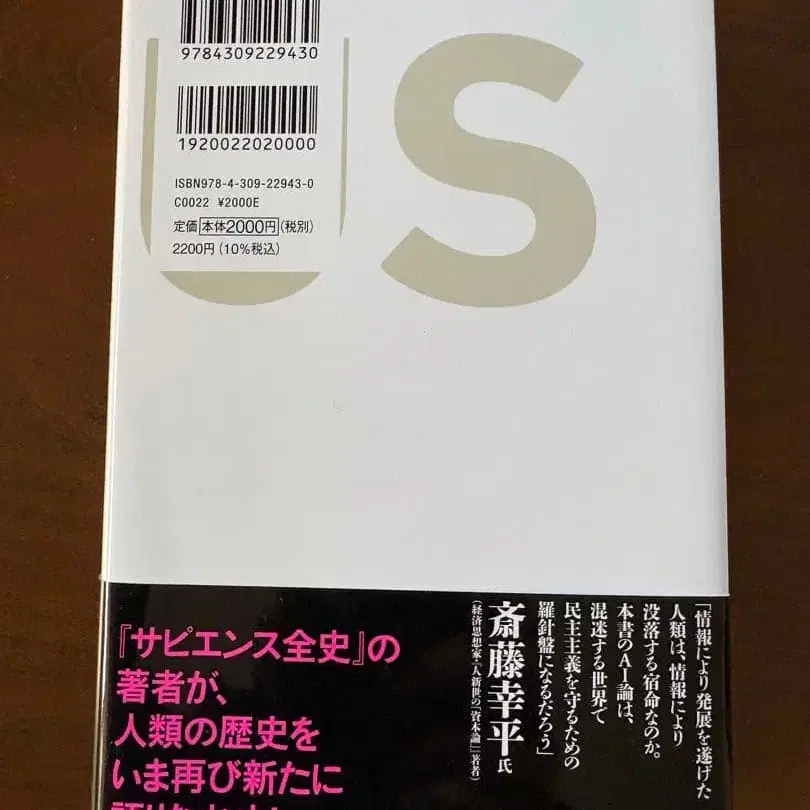 9784309229430
US
1920022020000
ISBN978-4-309-22943-0
C0022 ¥2000E
定価 本体2000円 (税別)
2200円 (10%税込)
「情報により発展を遂げた
人類は、情報により
没落する宿命なのか。
本書のAI論は、
混迷する世界で
民主主義を守るための
羅針盤になるだろう」
斎藤幸平氏
(経済思想家・『人新世の「資本論」』著者)
『サピエンス全史』の
著者が、
人類の歴史を
いま再び新たに